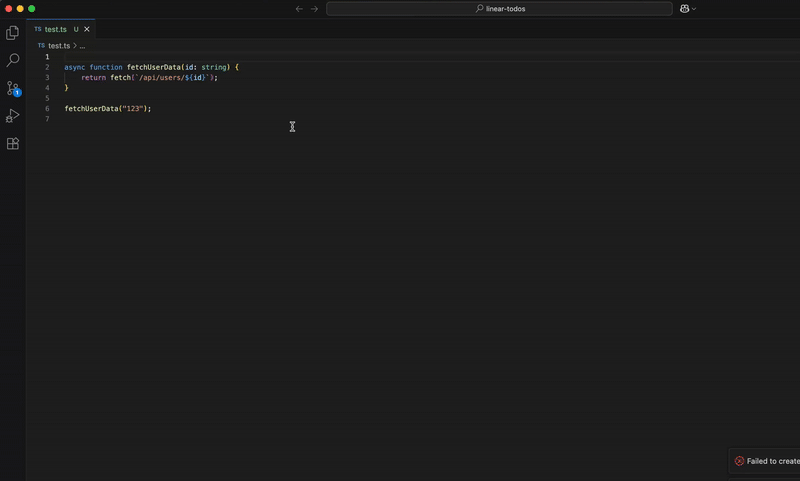 linear-todos
TS test.ts U
TS test.ts > ...
1
2 async function fetchUserData(id: string) {
3 return fetch(`/api/users/${id}`);
4 }
5
6 fetchUserData("123");
7
1
Failed to create